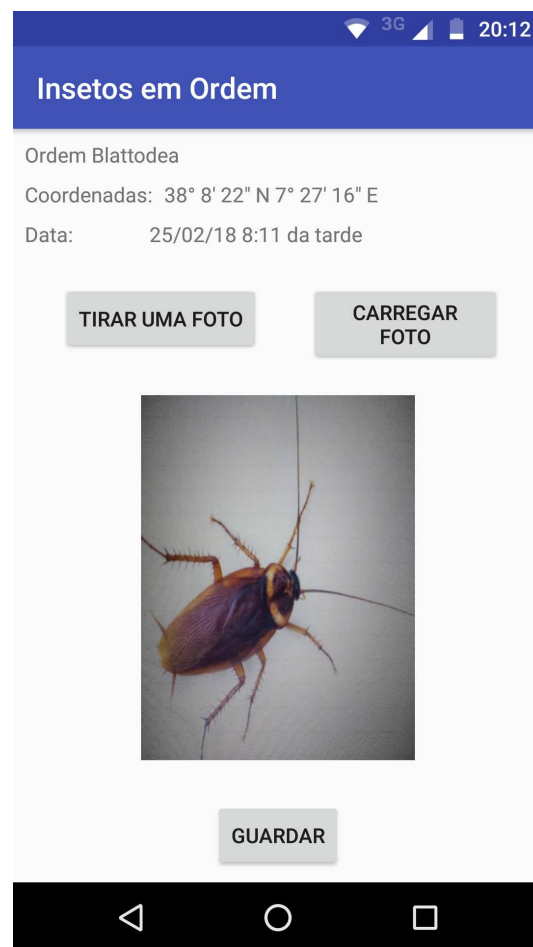 3G 20:12
Insetos em Ordem
Ordem Blattodea
Coordenadas: 38° 8' 22" N 7° 27' 16" E
Data: 25/02/18 8:11 da tarde
TIRAR UMA FOTO
CARREGAR
FOTO
GUARDAR